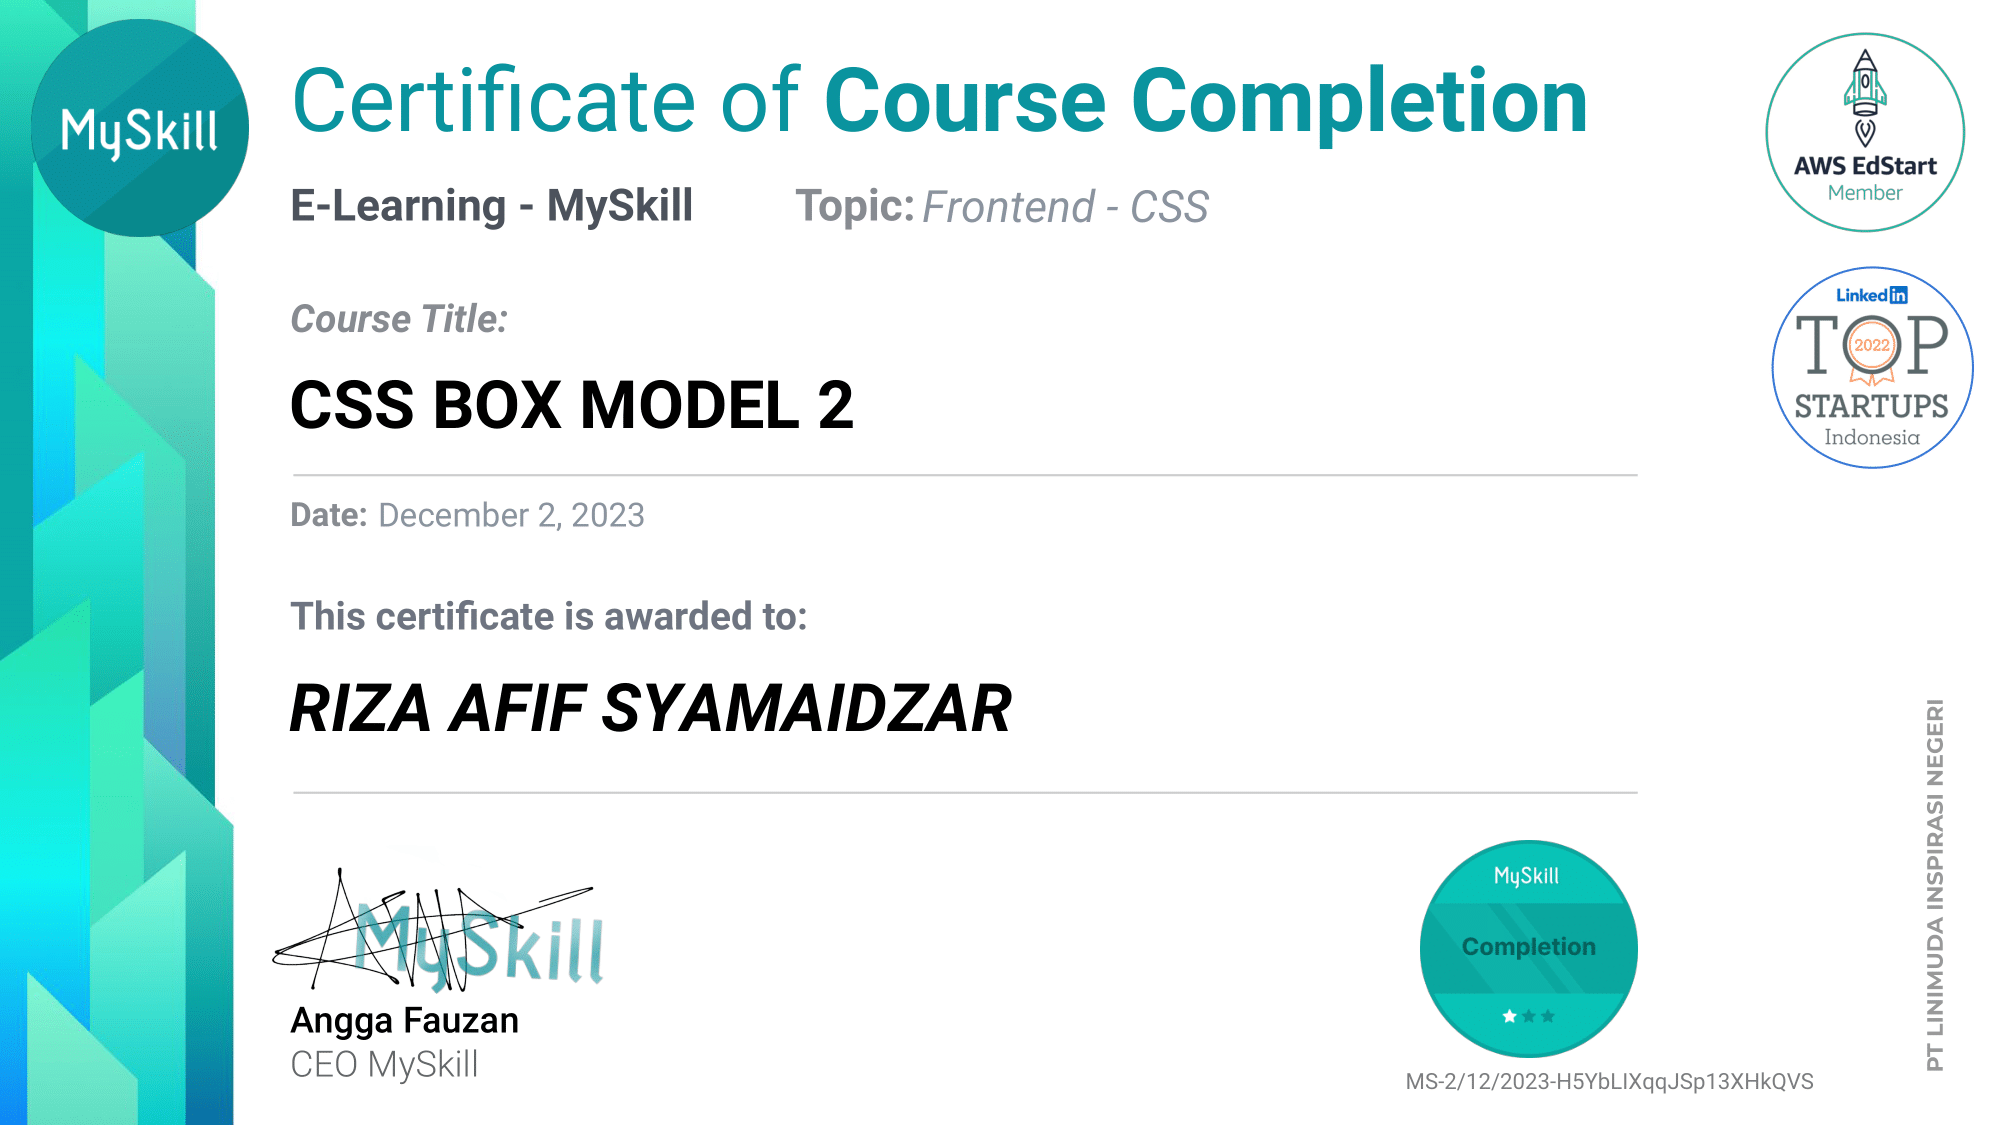 MySkill
Certificate of Course Completion
E-Learning - MySkill
Topic: Frontend - CSS
AWS EdStart
Member
Course Title:
CSS BOX MODEL 2
LinkedIn
TOP
2022
STARTUPS
Indonesia
Date: December 2, 2023
This certificate is awarded to:
RIZA AFIF SYAMAIDZAR
MySkill
Angga Fauzan
CEO MySkill
MySkill
Completion
MS-2/12/2023-H5YbLIXqqJSp13XHkQVS
PT LINIMUDA INSPIRASI NEGERI